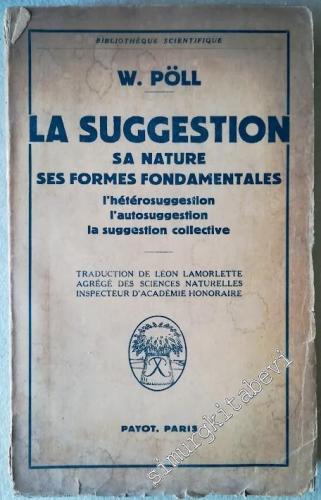 BIBLIOTHÈQUE SCIENTIFIQUE
W. PÖLL
LA SUGGESTION
SA NATURE
SES FORMES FONDAMENTALES
l'hétérosuggestion
l'autosuggestion
la suggestion collective
TRADUCTION DE LÉON LAMORLETTE
AGRÉGÉ DES SCIENCES NATURELLES
INSPECTEUR D'ACADÉMIE HONORAIRE
PAYOT, PARIS
simurgkitabevi